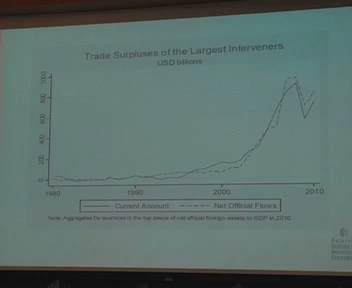 Trade Surpluses of the Largest Interveners
USD billions
1000
800
600
400
200
0
1980
1990
2000
2010
Current Account
Net Official Flows
Note: Aggregates for countries in the top decile of net official foreign assets to GDP in 2010.